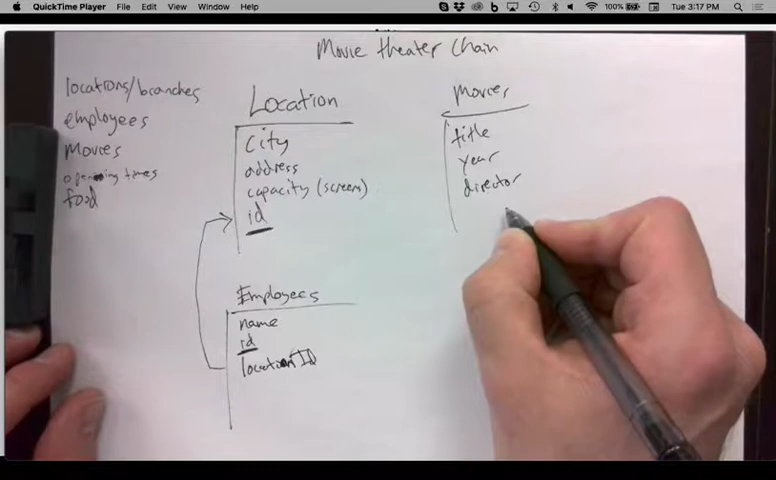 QuickTime Player File Edit View Window Help 100% Tue 3:17 PM
Movie theater Chain
locations/branches
employees
Movies
opening times
food
Location
City
address
capacity (screens)
id
Employees
name
id
locationID
Movies
title
year
director